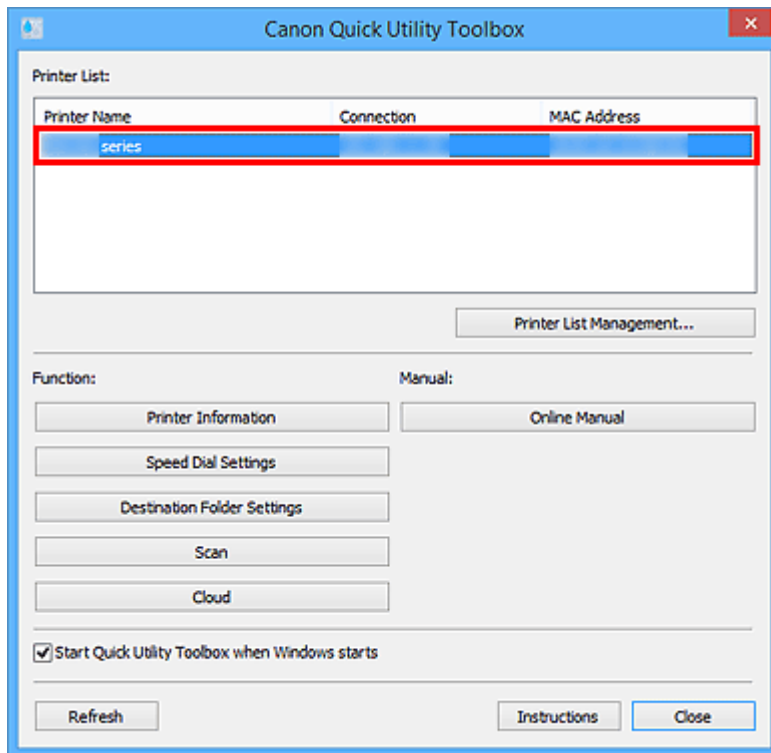 Canon Quick Utility Toolbox
Printer List:
Printer Name Connection MAC Address
series
Printer List Management...
Function: Manual:
Printer Information Online Manual
Speed Dial Settings
Destination Folder Settings
Scan
Cloud
Start Quick Utility Toolbox when Windows starts
Refresh Instructions Close